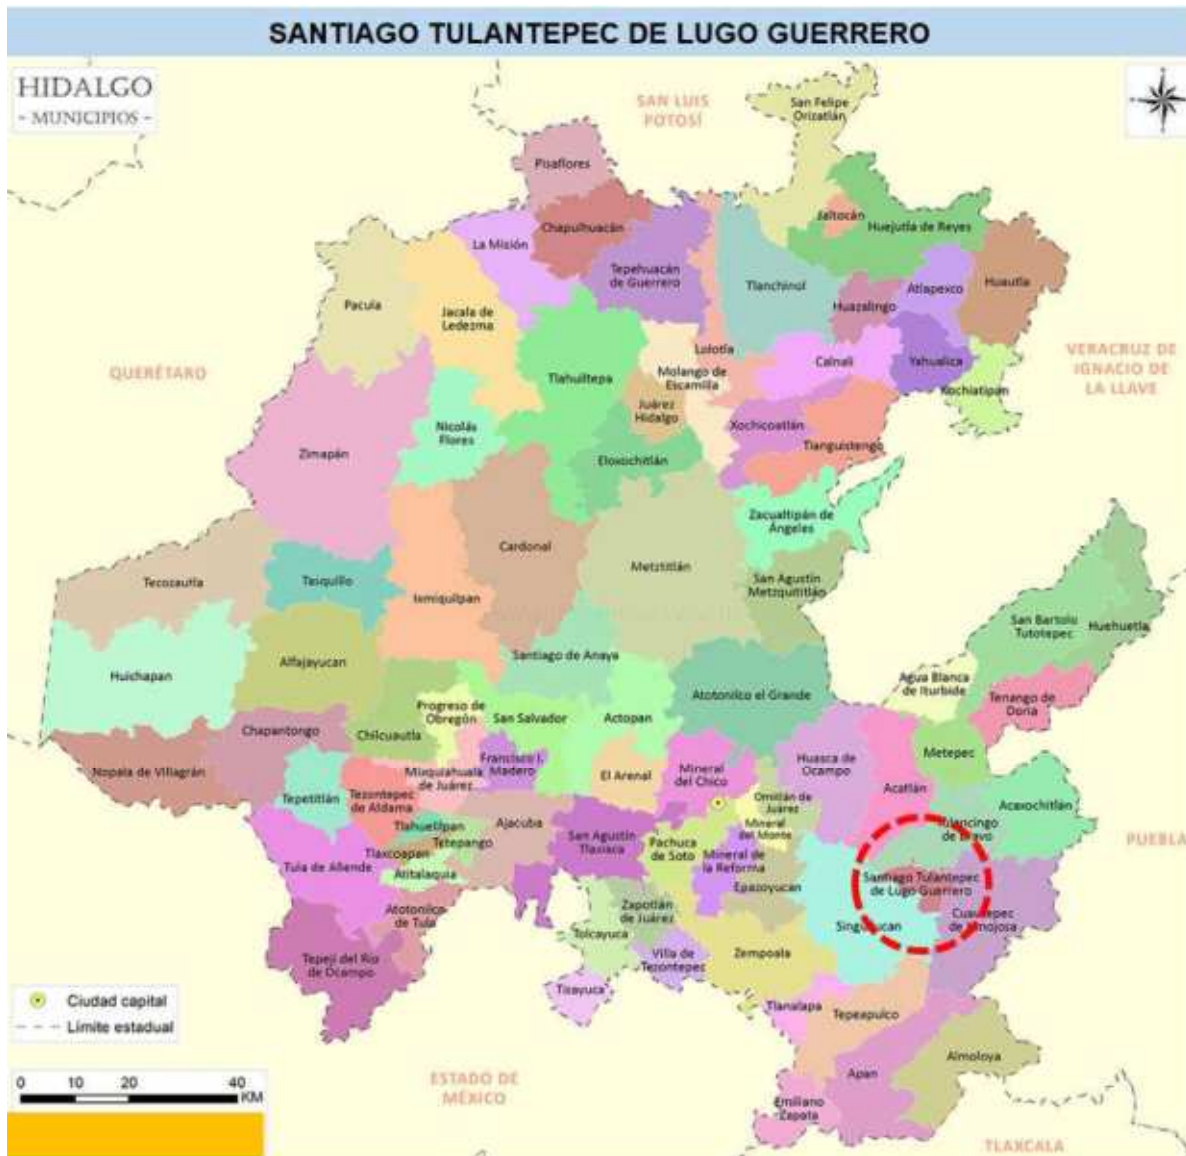 SANTIAGO TULANTEPEC DE LUGO GUERRERO
HIDALGO
- MUNICIPIOS -
SAN LUIS
POTOSÍ
San Felipe
Orizatlán
Pisaflores
Jaltocán
Huejutla de Reyes
Chapulhuacán
La Misión
Tepehuacán
de Guerrero
Tlanchinol
Atlapexco
Huautla
Huazalingo
Pacula
Jacala de
Ledezma
Lolotla
Calnali
Yahualica
VERACRUZ DE
IGNACIO DE
LA LLAVE
QUERÉTARO
Tlahuiltepa
Molango de
Escamilla
Xochiatipan
Juárez
Hidalgo
Nicolás
Flores
Xochicoatlán
Tianguistengo
Zimapán
Eloxochitlán
Zacualtipán de
Ángeles
Cardonal
Metztitlán
Tecozautla
Tasquillo
Ixmiquilpan
San Agustín
Metzquititlán
San Bartolo
Tutotepec
Huehuetla
Huichapan
Alfajayucan
Santiago de Anaya
Agua Blanca
de Iturbide
Atotonilco el Grande
Tenango de
Doria
Progreso de
Obregón
San Salvador
Actopan
Chapantongo
Chilcuautla
Metepec
Nopala de Villagrán
Mixquiahuala
de Juárez
Francisco I.
Madero
El Arenal
Mineral
del Chico
Huasca de
Ocampo
Acatlán
Tepetitlán
Tezontepec
de Aldama
Omitlán de
Juárez
Acaxochitlán
Tlahuelilpan
Ajacuba
San Agustín
Tlaxiaca
Pachuca
de Soto
Mineral
del Monte
Tulancingo
de Bravo
PUEBLA
Tetepango
Tlaxcoapan
Tula de Allende
Atitalaquia
Mineral de
la Reforma
Epazoyucan
Santiago Tulantepec
de Lugo Guerrero
Atotonilco
de Tula
Zapotlán
de Juárez
Singuilucan
Cuautepec
de Hinojosa
Tolcayuca
Tepeji del Río
de Ocampo
Villa de
Tezontepec
Zempoala
Tizayuca
Ciudad capital
Límite estadual
Tlanalapa
Tepeapulco
Almoloya
Apan
0 10 20 40
KM
ESTADO DE
MÉXICO
Emiliano
Zapata
TLAXCALA